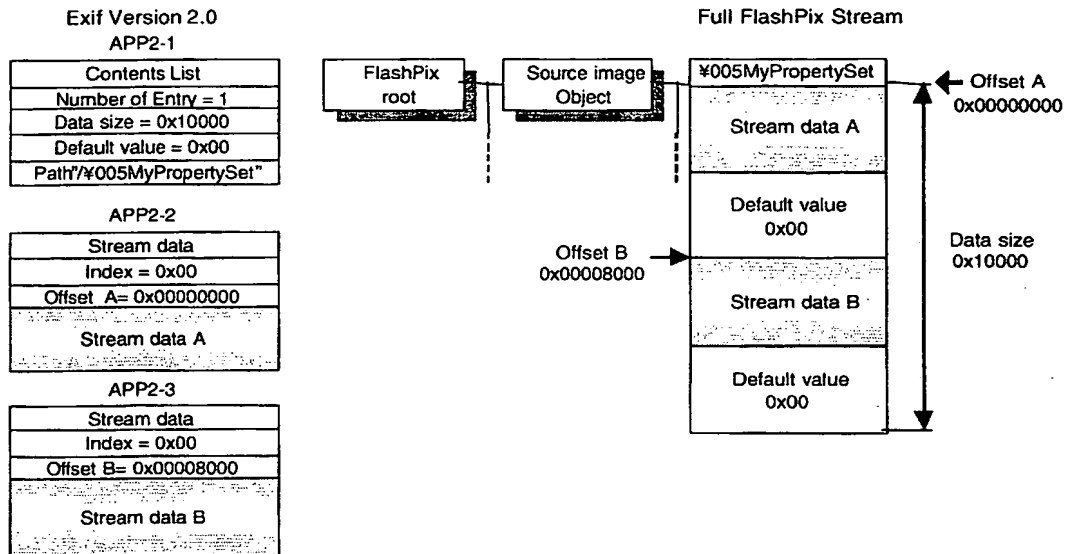 Exif Version 2.0
APP2-1
Contents List
Number of Entry = 1
Data size = 0x10000
Default value = 0x00
Path"/¥005MyPropertySet"
APP2-2
Stream data
Index = 0x00
Offset A= 0x00000000
Stream data A
APP2-3
Stream data
Index = 0x00
Offset B= 0x00008000
Stream data B
FlashPix
root
Source image
Object
Full FlashPix Stream
¥005MyPropertySet
Stream data A
Default value
0x00
Stream data B
Default value
0x00
Offset B
0x00008000
Offset A
0x00000000
Data size
0x10000